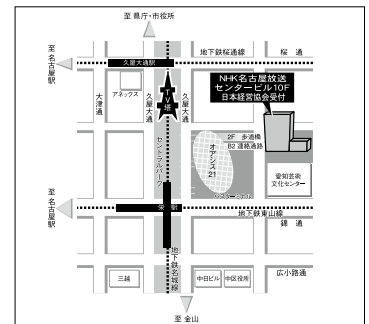 至 県庁・市役所
至 名古屋駅
久屋大通駅
地下鉄桜通線
桜 通
大津通
アネックス
久屋大通
TV塔
久屋大通
NHK名古屋放送
センタービル10F
日本経営協会受付
セントラルパーク
オアシス21
2F 歩道橋
B2 連絡通路
愛知芸術
文化センター
至 名古屋駅
栄 駅
地下鉄東山線
錦 通
地下鉄名城線
三越
中日ビル
中区役所
広小路通
至 金山